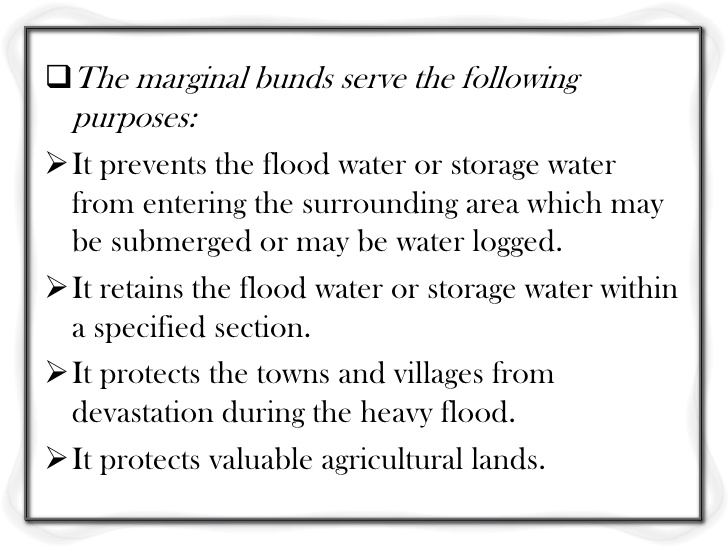 ❑The marginal bunds serve the following
purposes:
➢It prevents the flood water or storage water
from entering the surrounding area which may
be submerged or may be water logged.
➢It retains the flood water or storage water within
a specified section.
➢It protects the towns and villages from
devastation during the heavy flood.
➢It protects valuable agricultural lands.